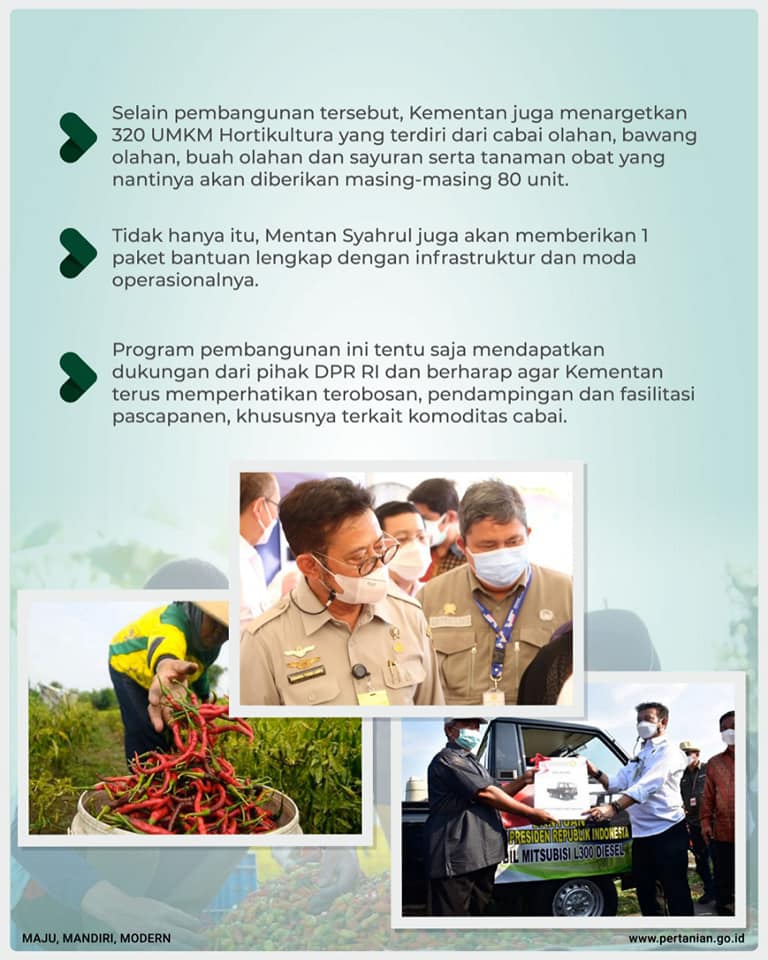 Selain pembangunan tersebut, Kementan juga menargetkan
320 UMKM Hortikultura yang terdiri dari cabai olahan, bawang
olahan, buah olahan dan sayuran serta tanaman obat yang
nantinya akan diberikan masing-masing 80 unit.
Tidak hanya itu, Mentan Syahrul juga akan memberikan 1
paket bantuan lengkap dengan infrastruktur dan moda
operasionalnya.
Program pembangunan ini tentu saja mendapatkan
dukungan dari pihak DPR RI dan berharap agar Kementan
terus memperhatikan terobosan, pendampingan dan fasilitasi
pascapanen, khususnya terkait komoditas cabai.
PRESIDEN REPUBLIK INDONESIA
MITSUBISI L300 DIESEL
MAJU, MANDIRI, MODERN
www.pertanian.go.id